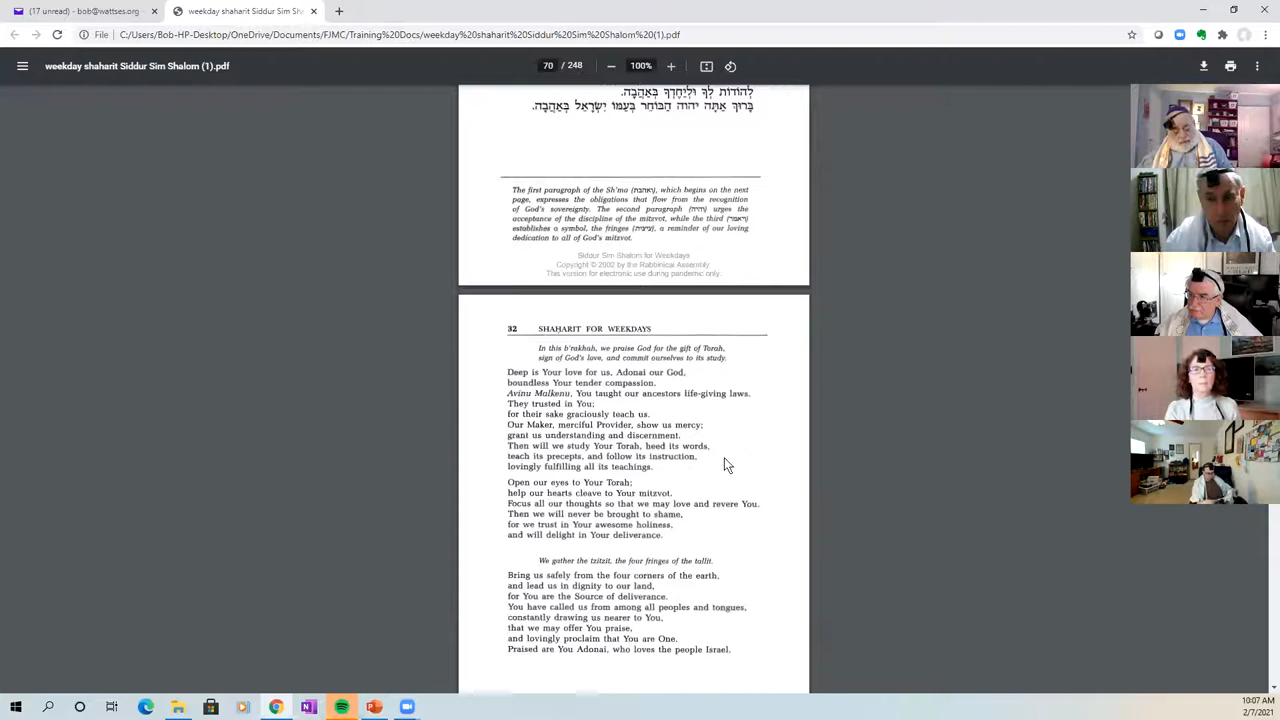 (17 unread) - bob@wattses.org
weekday shaharit Siddur Sim Sh
File
C:/Users/Bob-HP-Desktop/OneDrive/Documents/FJMC/Training%20Docs/weekday%20shaharit%20Siddur%20Sim%20Shalom%20(1).pdf
weekday shaharit Siddur Sim Shalom (1).pdf
70 / 248
100%
לְהוֹדוֹת לְךָ וּלְיַחֶדְךָ בְּאַהֲבָה.
בָּרוּךְ אַתָּה יהוה הַבּוֹחֵר בְּעַמּוֹ יִשְׂרָאֵל בְּאַהֲבָה.
The first paragraph of the Sh'ma (ואהבת), which begins on the next
page, expresses the obligations that flow from the recognition
of God's sovereignty. The second paragraph (והיה) urges the
acceptance of the discipline of the mitzvot, while the third (ויאמר)
establishes a symbol, the fringes (ציצית), a reminder of our loving
dedication to all of God's mitzvot.
Siddur Sim Shalom for Weekdays
Copyright © 2002 by the Rabbinical Assembly
This version for electronic use during pandemic only.
32 SHAḤARIT FOR WEEKDAYS
In this b'rakhah, we praise God for the gift of Torah,
sign of God's love, and commit ourselves to its study.
Deep is Your love for us, Adonai our God,
boundless Your tender compassion.
Avinu Malkenu, You taught our ancestors life-giving laws.
They trusted in You;
for their sake graciously teach us.
Our Maker, merciful Provider, show us mercy;
grant us understanding and discernment.
Then will we study Your Torah, heed its words,
teach its precepts, and follow its instruction,
lovingly fulfilling all its teachings.
Open our eyes to Your Torah;
help our hearts cleave to Your mitzvot.
Focus all our thoughts so that we may love and revere You.
Then we will never be brought to shame,
for we trust in Your awesome holiness,
and will delight in Your deliverance.
We gather the tzitzit, the four fringes of the tallit.
Bring us safely from the four corners of the earth,
and lead us in dignity to our land,
for You are the Source of deliverance.
You have called us from among all peoples and tongues,
constantly drawing us nearer to You,
that we may offer You praise,
and lovingly proclaim that You are One.
Praised are You Adonai, who loves the people Israel.
10:07 AM
2/7/2021